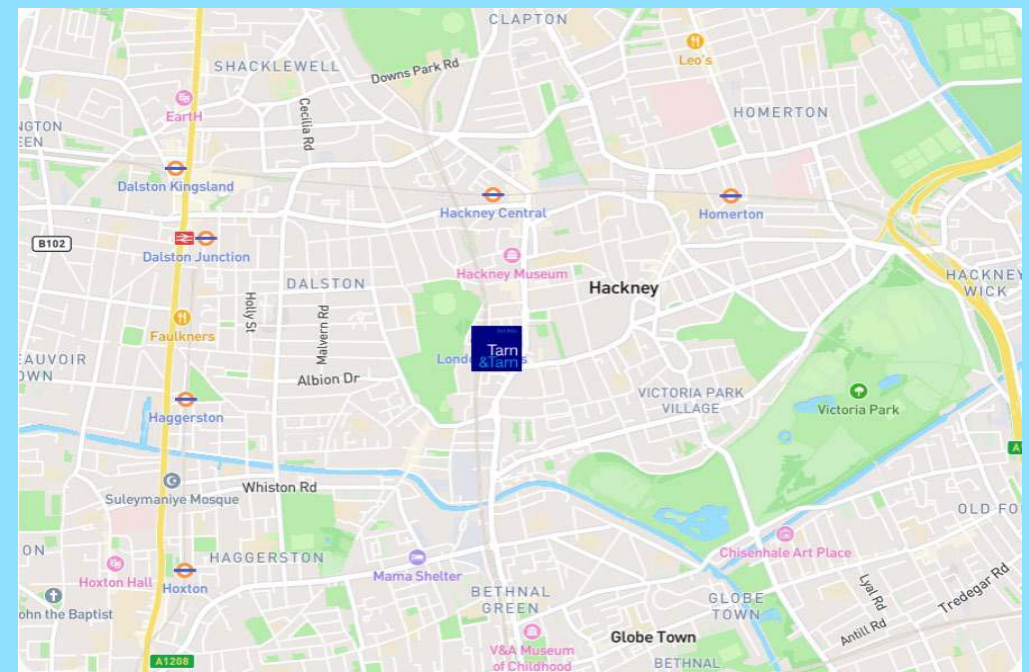 CLAPTON
Leo's
SHACKLEWELL
Downs Park Rd
EartH
Cecilia Rd
HOMERTON
NGTON
EEN
Dalston Kingsland
Hackney Central
Homerton
B102
Dalston Junction
Hackney Museum
HACKNEY
WICK
DALSTON
Hackney
Holly St
Malvern Rd
Faulkners
Tarn
&Tarn
EAUVOIR
OWN
Albion Dr
VICTORIA PARK
VILLAGE
Victoria Park
Haggerston
Whiston Rd
Suleymaniye Mosque
OLD FO
ON
HAGGERSTON
Chisenhale Art Place
Hoxton Hall
Hoxton
Mama Shelter
Lyal Rd
Tredegar Rd
BETHNAL
GREEN
GLOBE
TOWN
ohn the Baptist
Antill Rd
Globe Town
V&A Museum
of Childhood
BETHNAL
A1208